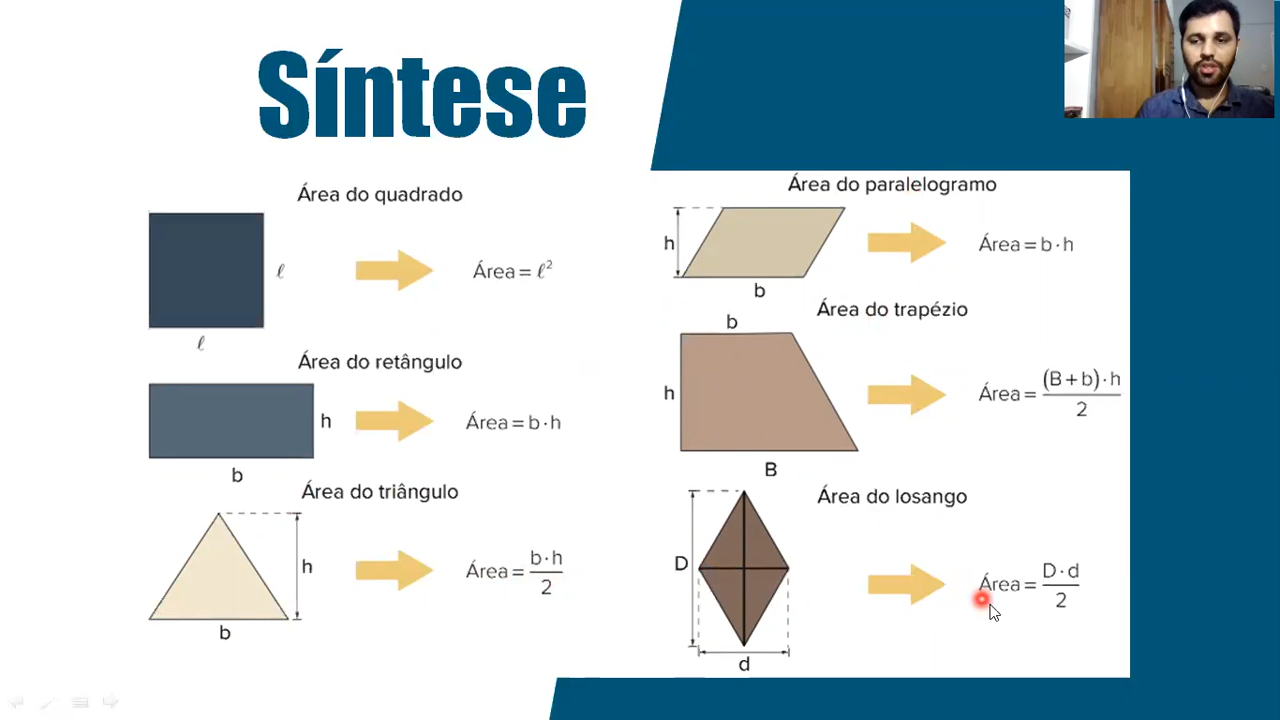 Síntese
Área do quadrado
ℓ
Área = ℓ²
ℓ
Área do retângulo
h
Área = b · h
b
Área do triângulo
h
Área = b · h / 2
b
Área do paralelogramo
h
Área = b · h
b
Área do trapézio
b
h
Área = (B + b) · h / 2
B
Área do losango
D
Área = D · d / 2
d